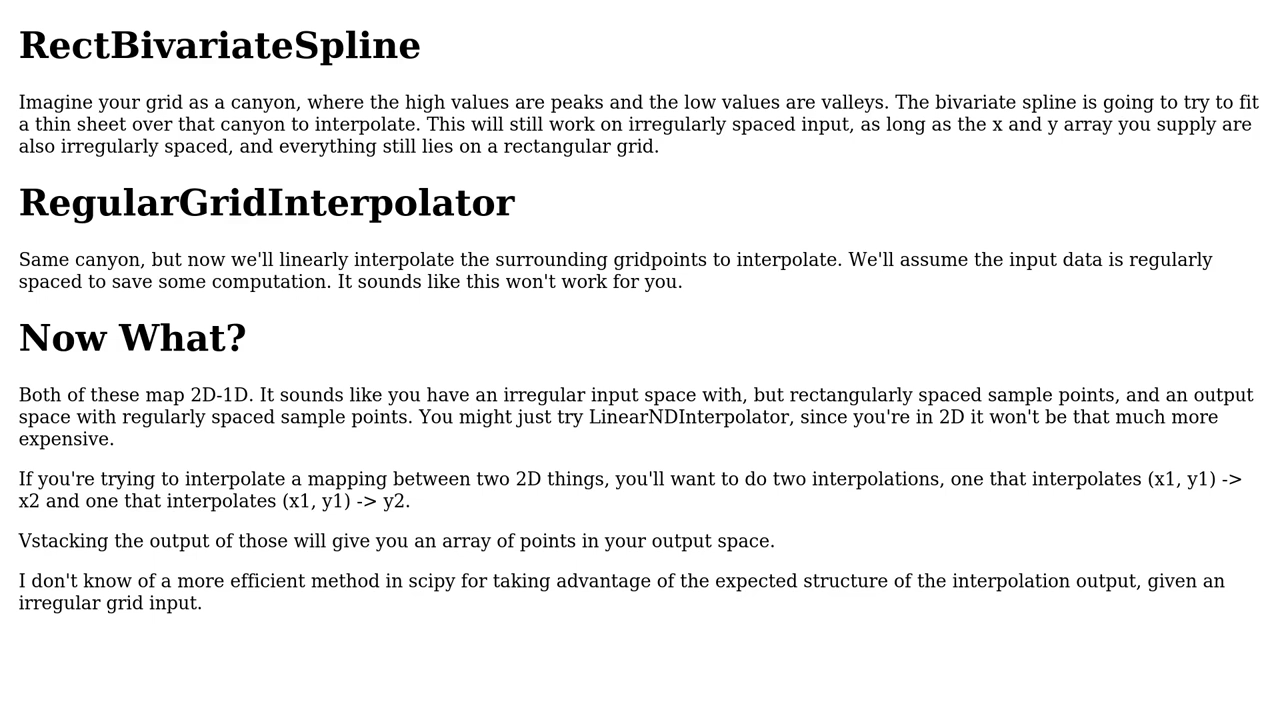 RectBivariateSpline
Imagine your grid as a canyon, where the high values are peaks and the low values are valleys. The bivariate spline is going to try to fit
a thin sheet over that canyon to interpolate. This will still work on irregularly spaced input, as long as the x and y array you supply are
also irregularly spaced, and everything still lies on a rectangular grid.
RegularGridInterpolator
Same canyon, but now we'll linearly interpolate the surrounding gridpoints to interpolate. We'll assume the input data is regularly
spaced to save some computation. It sounds like this won't work for you.
Now What?
Both of these map 2D-1D. It sounds like you have an irregular input space with, but rectangularly spaced sample points, and an output
space with regularly spaced sample points. You might just try LinearNDInterpolator, since you're in 2D it won't be that much more
expensive.
If you're trying to interpolate a mapping between two 2D things, you'll want to do two interpolations, one that interpolates (x1, y1) ->
x2 and one that interpolates (x1, y1) -> y2.
Vstacking the output of those will give you an array of points in your output space.
I don't know of a more efficient method in scipy for taking advantage of the expected structure of the interpolation output, given an
irregular grid input.